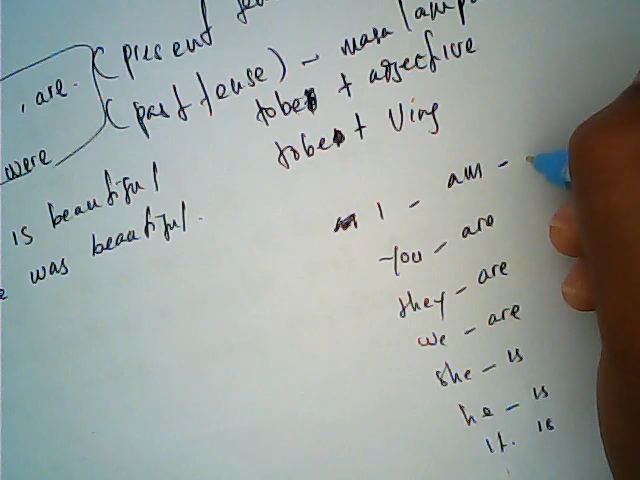 (present
, are.
(past tense) - masa lamp
were
tobe + adjective
tobe + Ving
is beautiful
was beautiful.
I - am -
You - are
they - are
we - are
she - is
he - is
it. is